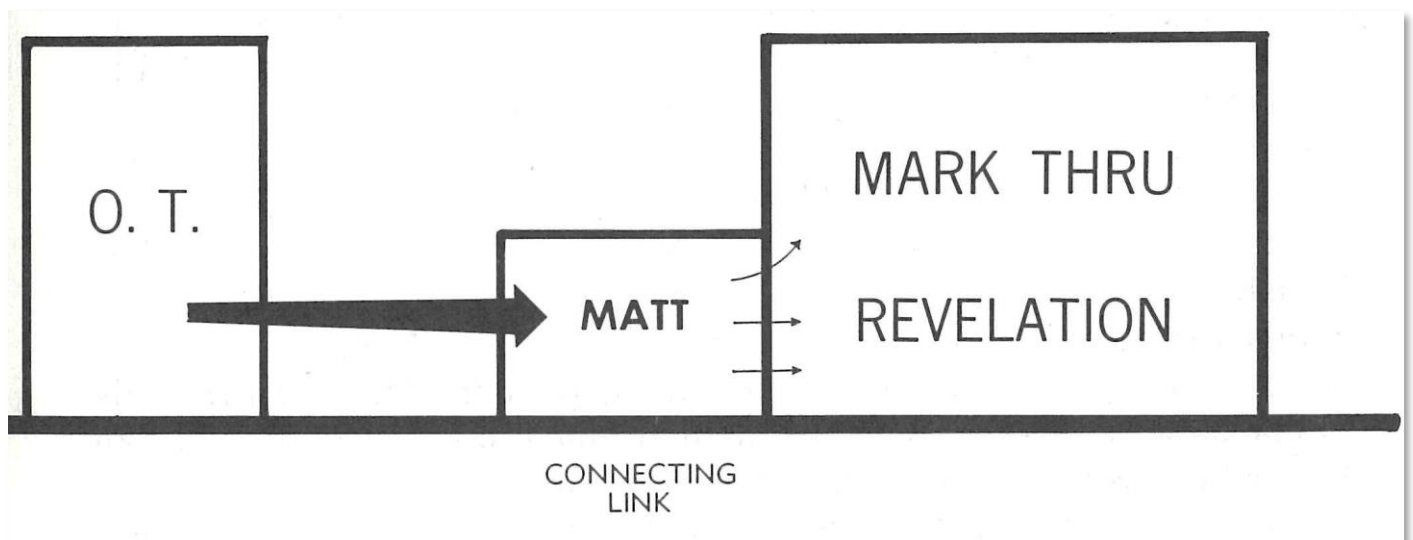 O. T.
MATT
MARK THRU
REVELATION
CONNECTING
LINK